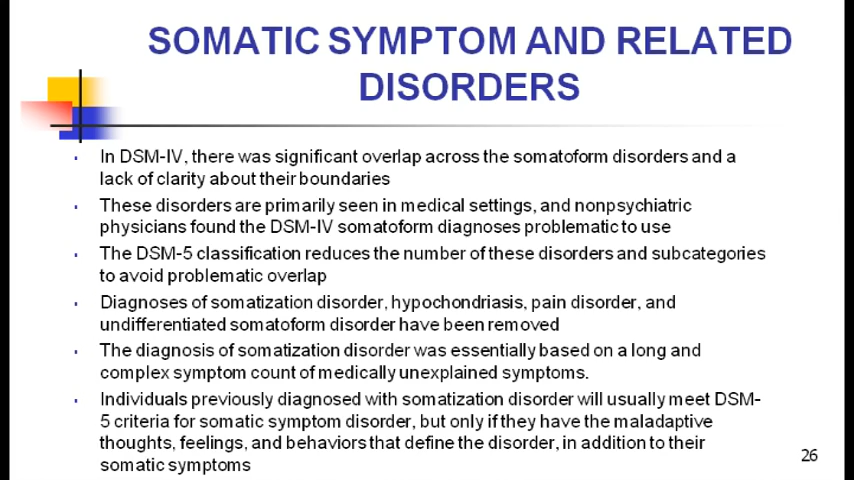 SOMATIC SYMPTOM AND RELATED
DISORDERS
▪ In DSM-IV, there was significant overlap across the somatoform disorders and a
lack of clarity about their boundaries
▪ These disorders are primarily seen in medical settings, and nonpsychiatric
physicians found the DSM-IV somatoform diagnoses problematic to use
▪ The DSM-5 classification reduces the number of these disorders and subcategories
to avoid problematic overlap
▪ Diagnoses of somatization disorder, hypochondriasis, pain disorder, and
undifferentiated somatoform disorder have been removed
▪ The diagnosis of somatization disorder was essentially based on a long and
complex symptom count of medically unexplained symptoms.
▪ Individuals previously diagnosed with somatization disorder will usually meet DSM-
5 criteria for somatic symptom disorder, but only if they have the maladaptive
thoughts, feelings, and behaviors that define the disorder, in addition to their
somatic symptoms
26